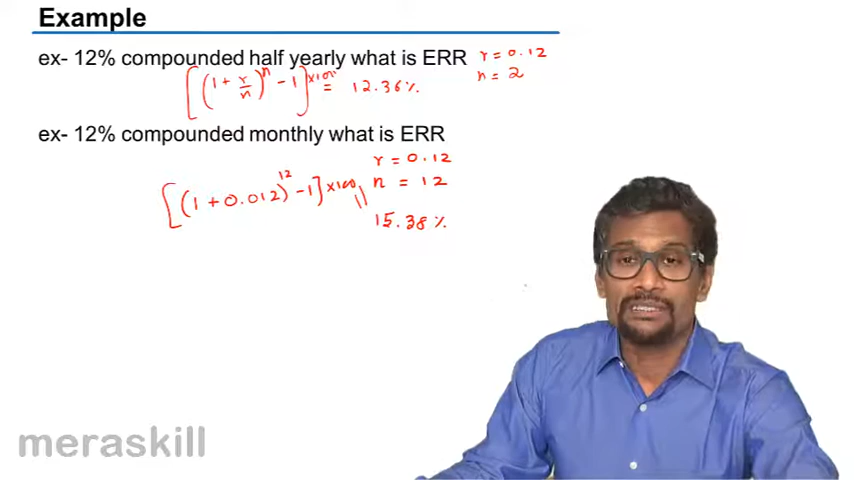 Example
ex- 12% compounded half yearly what is ERR r = 0.12
n = 2
[(1 + r/n)^n - 1] x100 = 12.36%
ex- 12% compounded monthly what is ERR
r = 0.12
n = 12
[(1 + 0.012)^12 - 1] x100 //
15.38%
meraskill